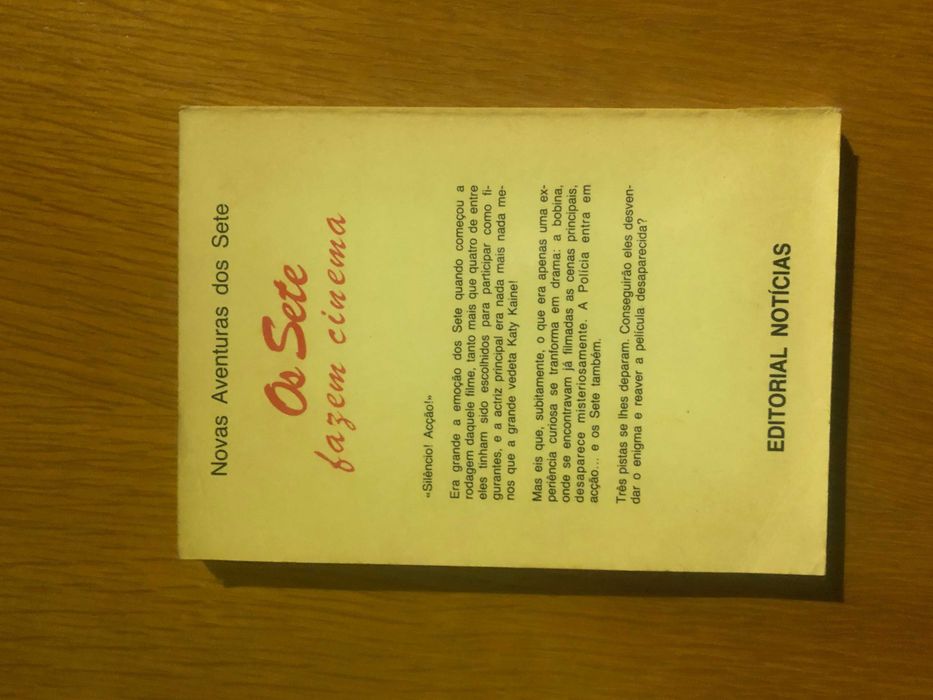 Novas Aventuras dos Sete
Os Sete
fazem cinema
«Silêncio! Acção!»
Era grande a emoção dos Sete quando começou a
rodagem daquele filme, tanto mais que quatro de entre
eles tinham sido escolhidos para participar como fi-
gurantes, e a actriz principal era nada mais nada me-
nos que a grande vedeta Katy Kaine!
Mas eis que, subitamente, o que era apenas uma ex-
periência curiosa se tranforma em drama: a bobina,
onde se encontravam já filmadas as cenas principais,
desaparece misteriosamente. A Polícia entra em
acção... e os Sete também.
Três pistas se lhes deparam. Conseguirão eles desven-
dar o enigma e reaver a película desaparecida?
EDITORIAL NOTÍCIAS